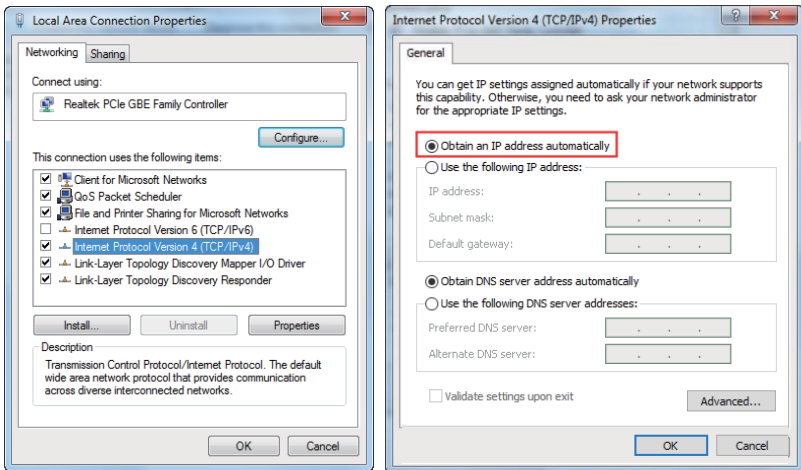 Local Area Connection Properties
Networking
Sharing
Connect using:
Realtek PCIe GBE Family Controller
Configure...
This connection uses the following items:
Client for Microsoft Networks
QoS Packet Scheduler
File and Printer Sharing for Microsoft Networks
Internet Protocol Version 6 (TCP/IPv6)
Internet Protocol Version 4 (TCP/IPv4)
Link-Layer Topology Discovery Mapper I/O Driver
Link-Layer Topology Discovery Responder
Install...
Uninstall
Properties
Description
Transmission Control Protocol/Internet Protocol. The default
wide area network protocol that provides communication
across diverse interconnected networks.
OK
Cancel
Internet Protocol Version 4 (TCP/IPv4) Properties
General
You can get IP settings assigned automatically if your network supports
this capability. Otherwise, you need to ask your network administrator
for the appropriate IP settings.
Obtain an IP address automatically
Use the following IP address:
IP address:
Subnet mask:
Default gateway:
Obtain DNS server address automatically
Use the following DNS server addresses:
Preferred DNS server:
Alternate DNS server:
Validate settings upon exit
Advanced...
OK
Cancel